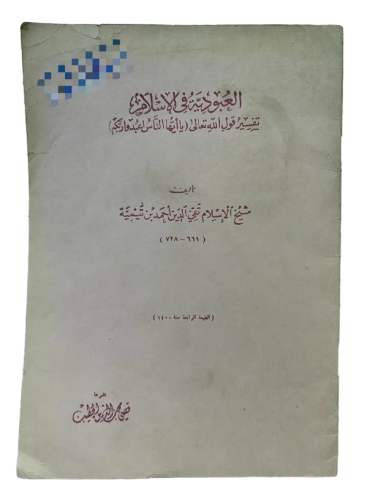 العبودية في الإسلام
تفسير قول الله تعالى (يا أيها الناس اعبدوا ربكم)
تأليف
شيخ الإسلام تقي الدين أحمد بن تيمية
( ٦٦١ – ٧٢٨ )
( الطبعة الرابعة سنة ١٤٠٠ )
نشرها
قصي محب الدين الخطيب